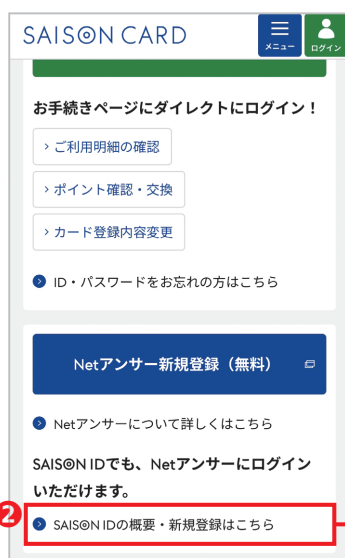 SAISON CARD
メニュー
ログイン
お手続きページにダイレクトにログイン！
ご利用明細の確認
ポイント確認・交換
カード登録内容変更
ID・パスワードをお忘れの方はこちら
Netアンサー新規登録（無料）
Netアンサーについて詳しくはこちら
SAISON IDでも、Netアンサーにログイン
いただけます。
2
SAISON IDの概要・新規登録はこちら